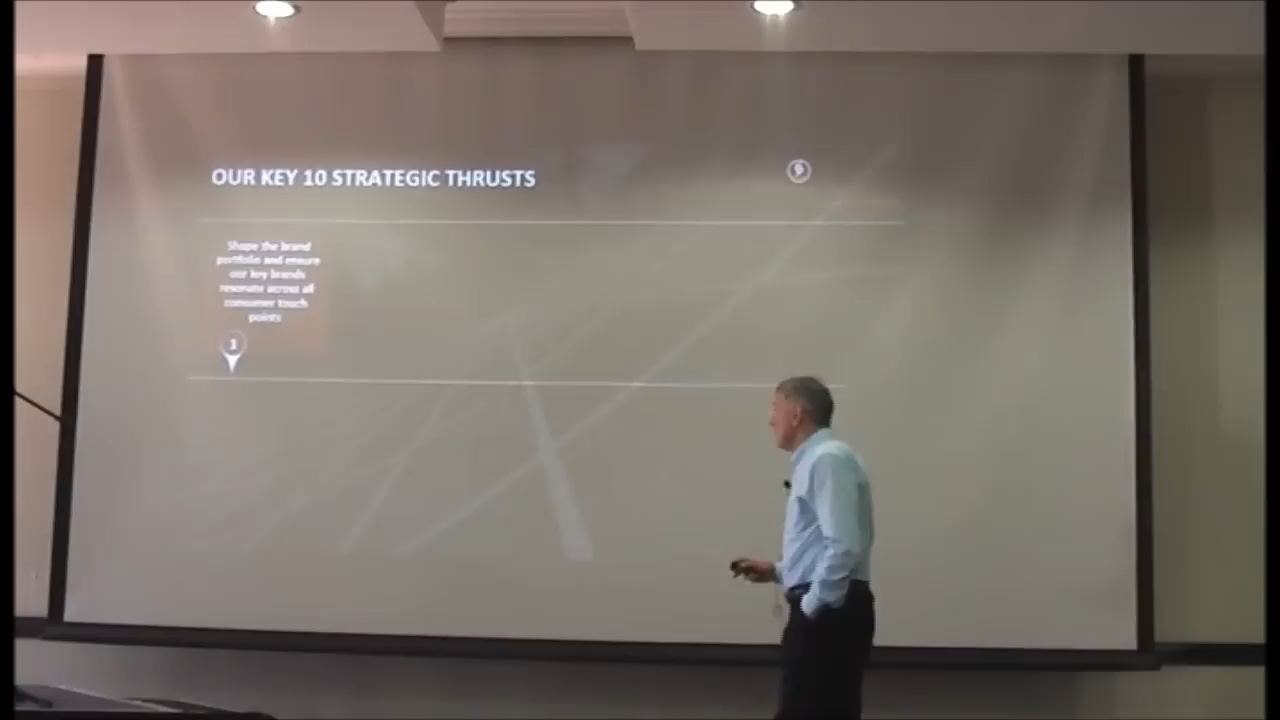 OUR KEY 10 STRATEGIC THRUSTS
Shape the brand
portfolio and ensure
our key brands
resonate across all
consumer touch
points
1